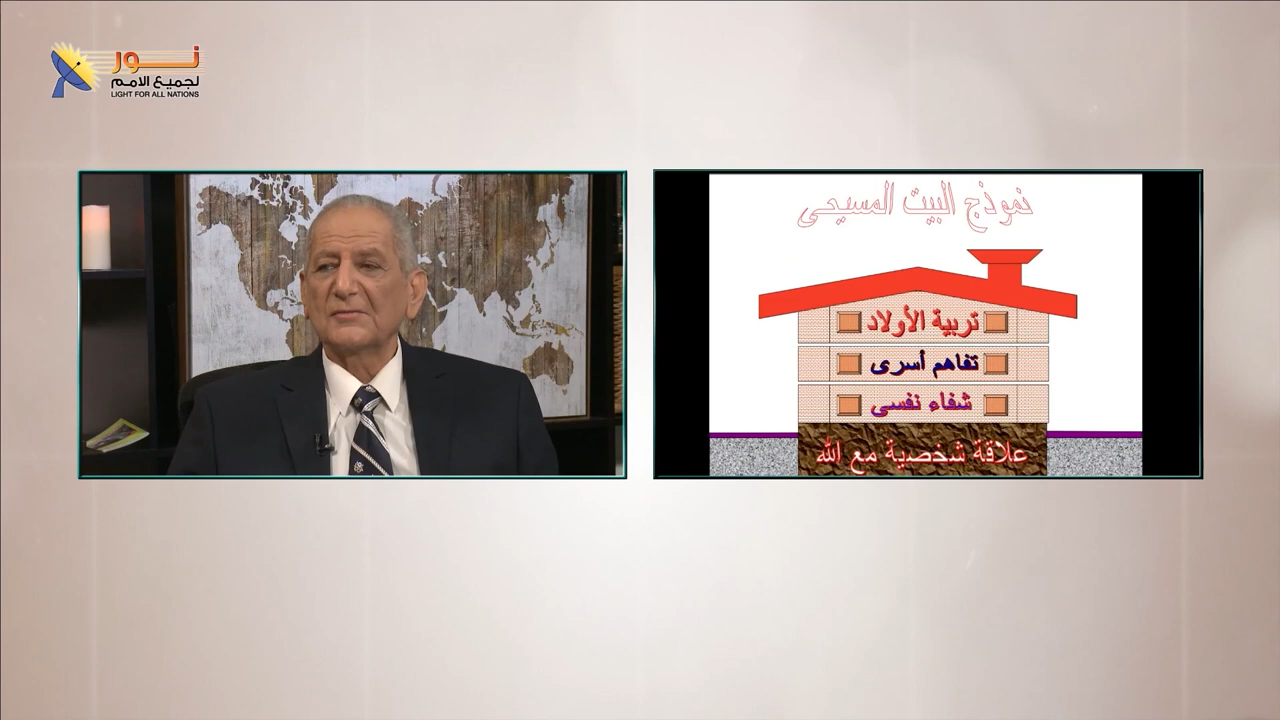 نور
لجميع الامم
LIGHT FOR ALL NATIONS
نموذج البيت المسيحى
تربية الأولاد
تفاهم أسرى
شفاء نفسى
علاقة شخصية مع الله